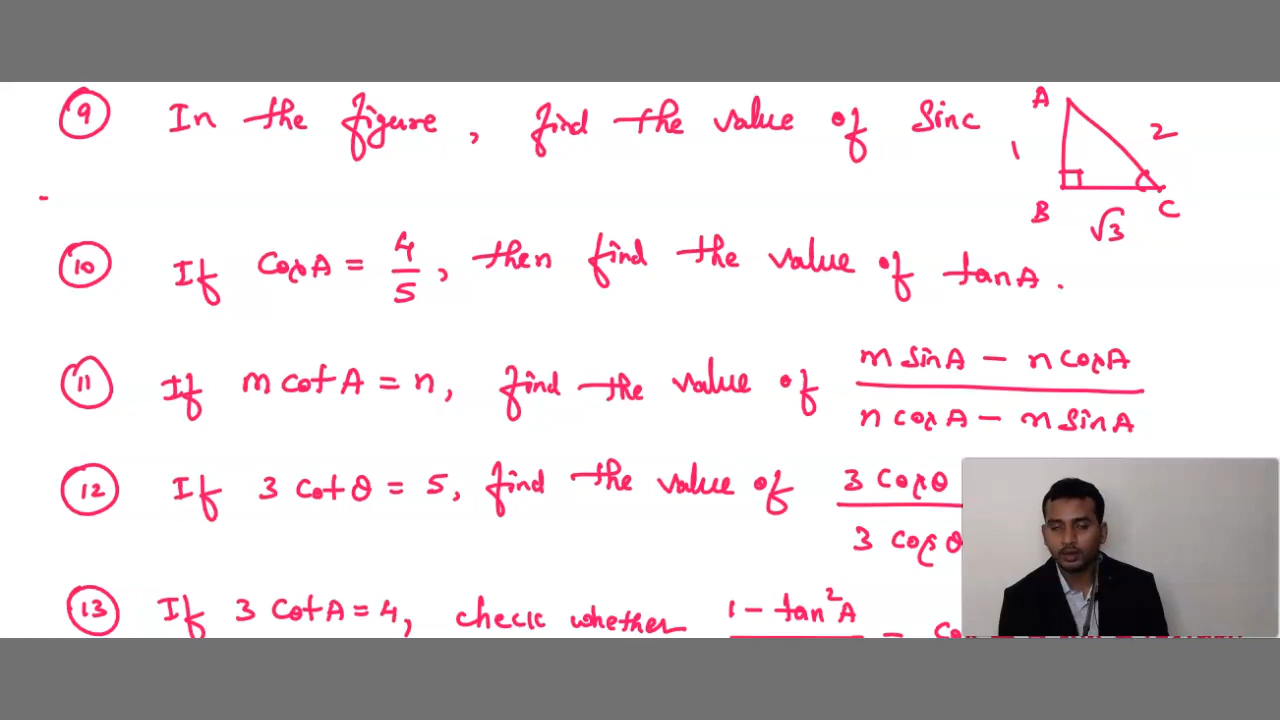 9 In the figure, find the value of Sinc
A 1 2 B √3 C
10 If CosA = 4/5, then find the value of tanA.
11 If m cot A = n, find the value of (m sinA - n cosA)/(n cosA - m sinA)
12 If 3 Cot θ = 5, find the value of 3 Cosθ / 3 Cosθ
13 If 3 CotA = 4, check whether 1 - tan²A =